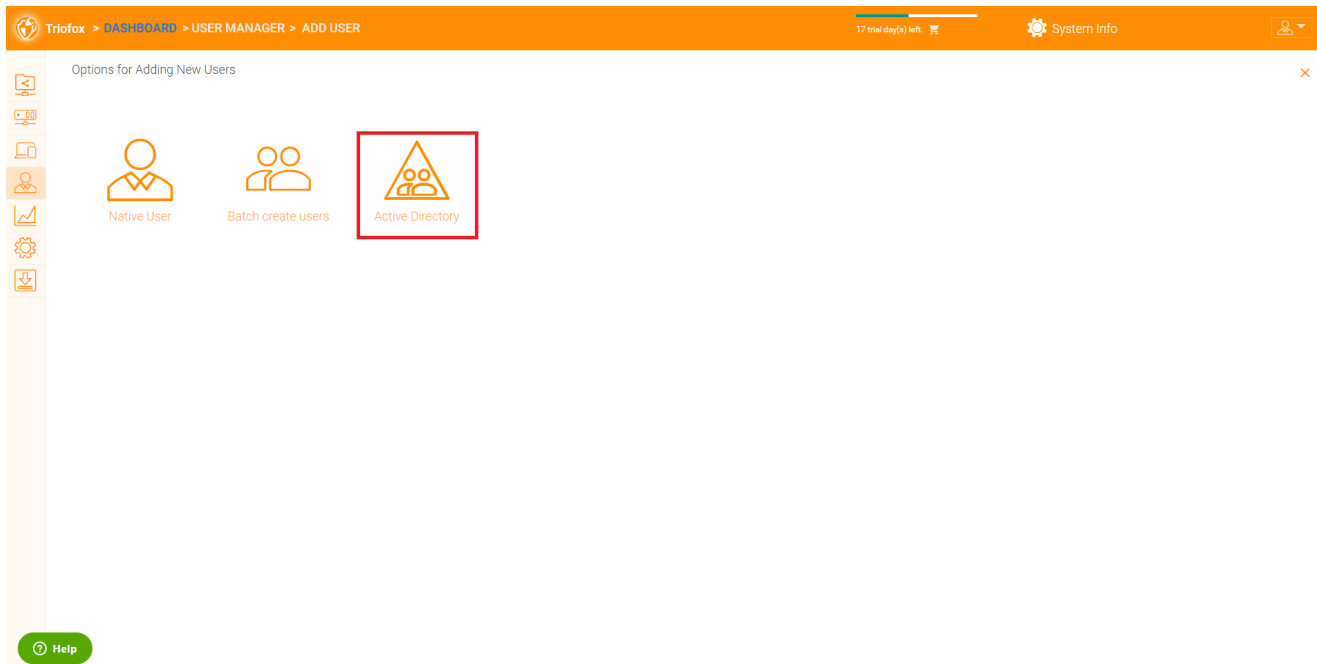 Triofox > DASHBOARD > USER MANAGER > ADD USER
17 trial day(s) left
System Info
Options for Adding New Users
Native User
Batch create users
Active Directory
Help